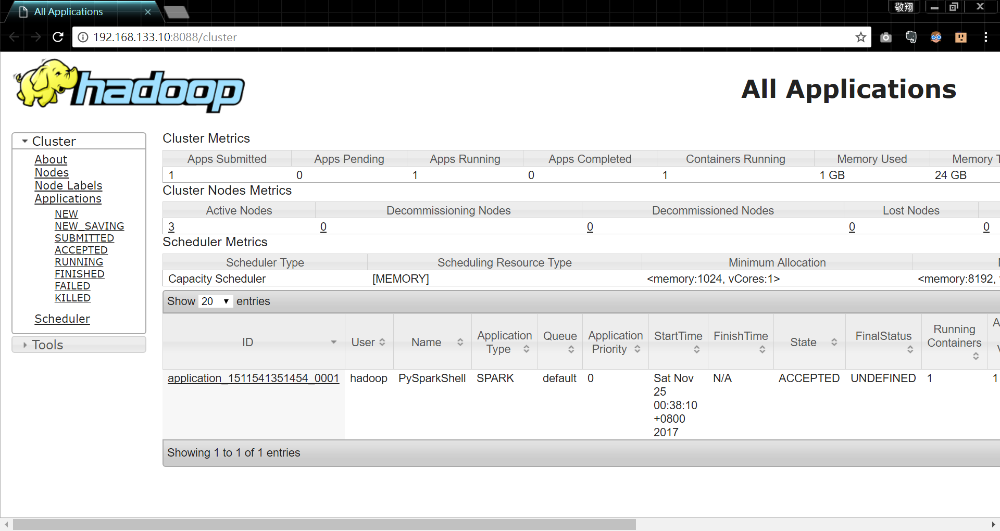 All Applications
敬翔
192.168.133.10:8088/cluster
hadoop
All Applications
Cluster
About
Nodes
Node Labels
Applications
NEW
NEW_SAVING
SUBMITTED
ACCEPTED
RUNNING
FINISHED
FAILED
KILLED
Scheduler
Tools
Cluster Metrics
Apps Submitted Apps Pending Apps Running Apps Completed Containers Running Memory Used Memory T
1 0 1 0 1 1 GB 24 GB
Cluster Nodes Metrics
Active Nodes Decommissioning Nodes Decommissioned Nodes Lost Nodes
3 0 0 0 0
Scheduler Metrics
Scheduler Type Scheduling Resource Type Minimum Allocation
Capacity Scheduler [MEMORY] <memory:1024, vCores:1> <memory:8192,
Show 20 entries
ID User Name Application Type Queue Application Priority StartTime FinishTime State FinalStatus Running Containers
application_1511541351454_0001 hadoop PySparkShell SPARK default 0 Sat Nov N/A ACCEPTED UNDEFINED 1 1
25
00:38:10
+0800
2017
Showing 1 to 1 of 1 entries